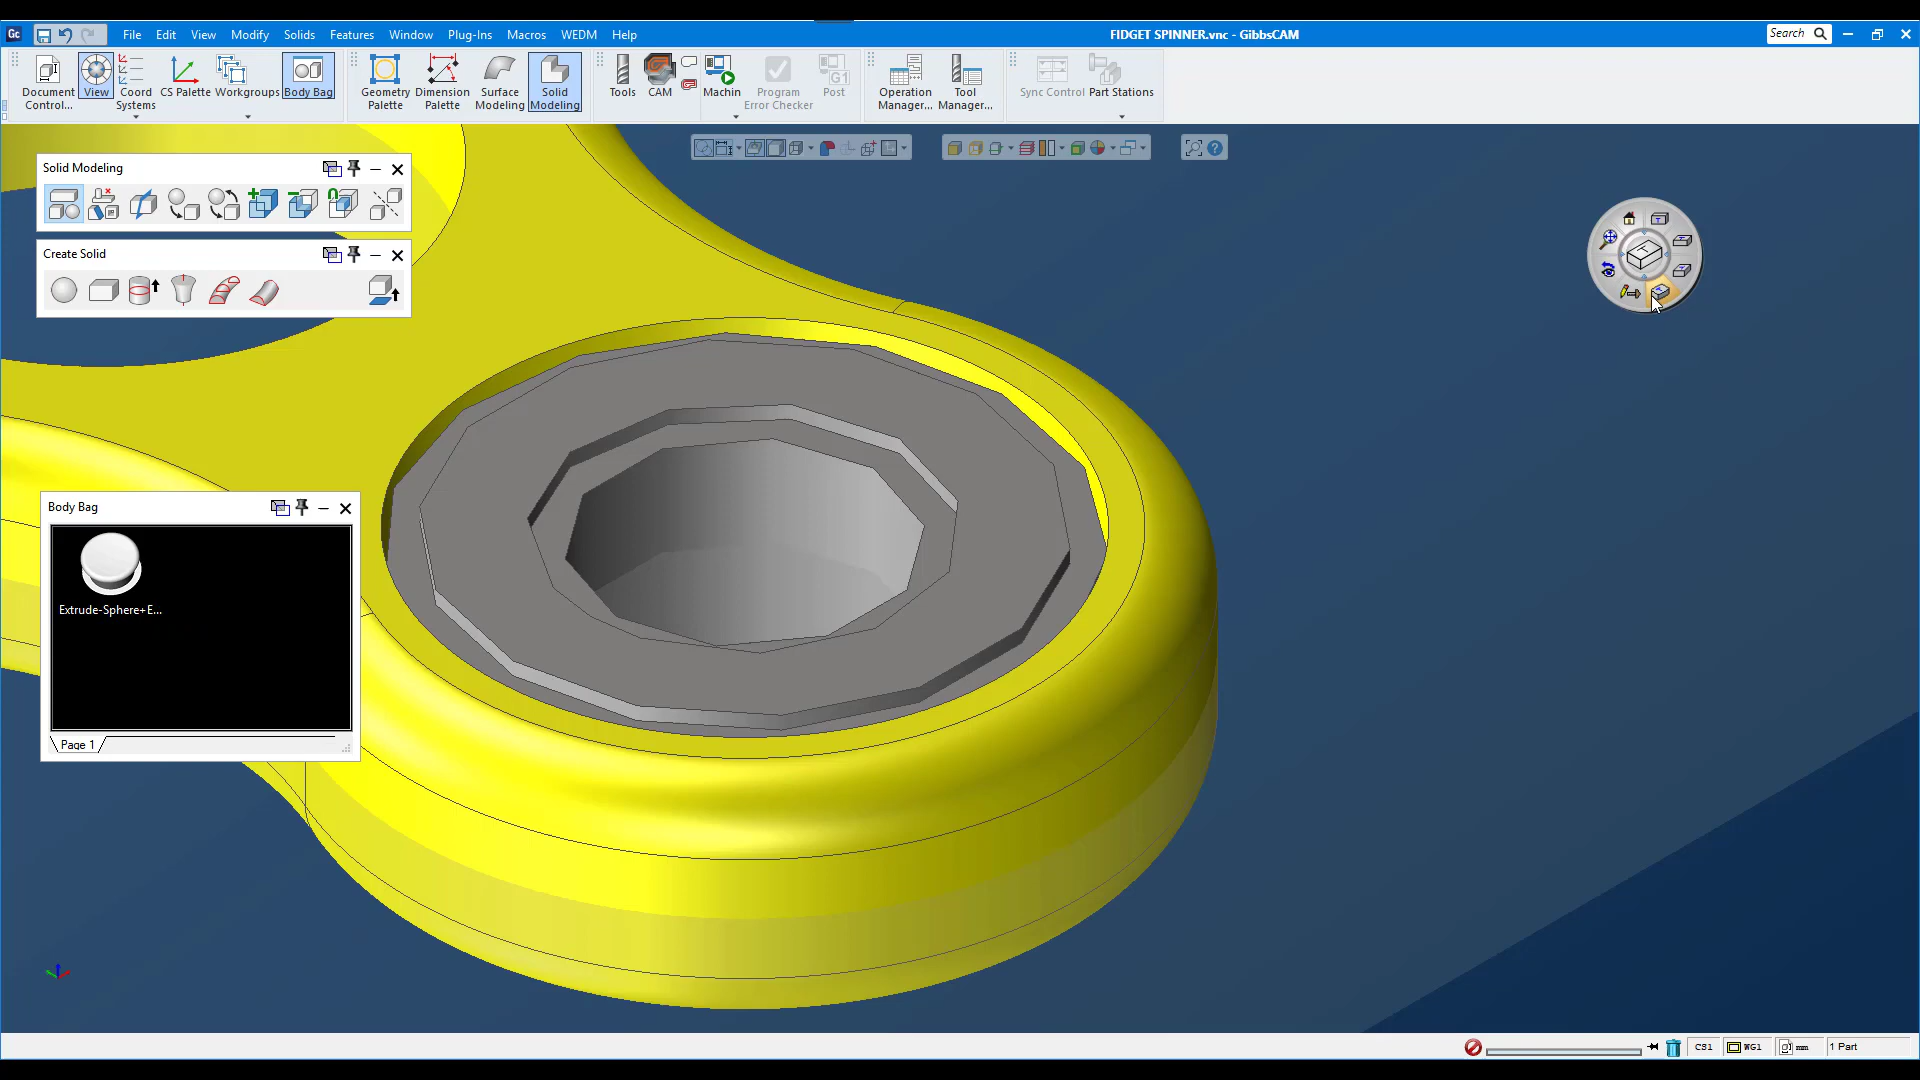 Gc File Edit View Modify Solids Features Window Plug-Ins Macros WEDM Help FIDGET SPINNER.vnc - GibbsCAM Search
Document Control... View Coord Systems CS Palette Workgroups Body Bag Geometry Palette Dimension Palette Surface Modeling Solid Modeling Tools CAM Machin Program Error Checker Post Operation Manager... Tool Manager... Sync Control Part Stations
Solid Modeling
Create Solid
Body Bag
Extrude-Sphere+E...
Page 1
CS1 WG1 mm 1 Part